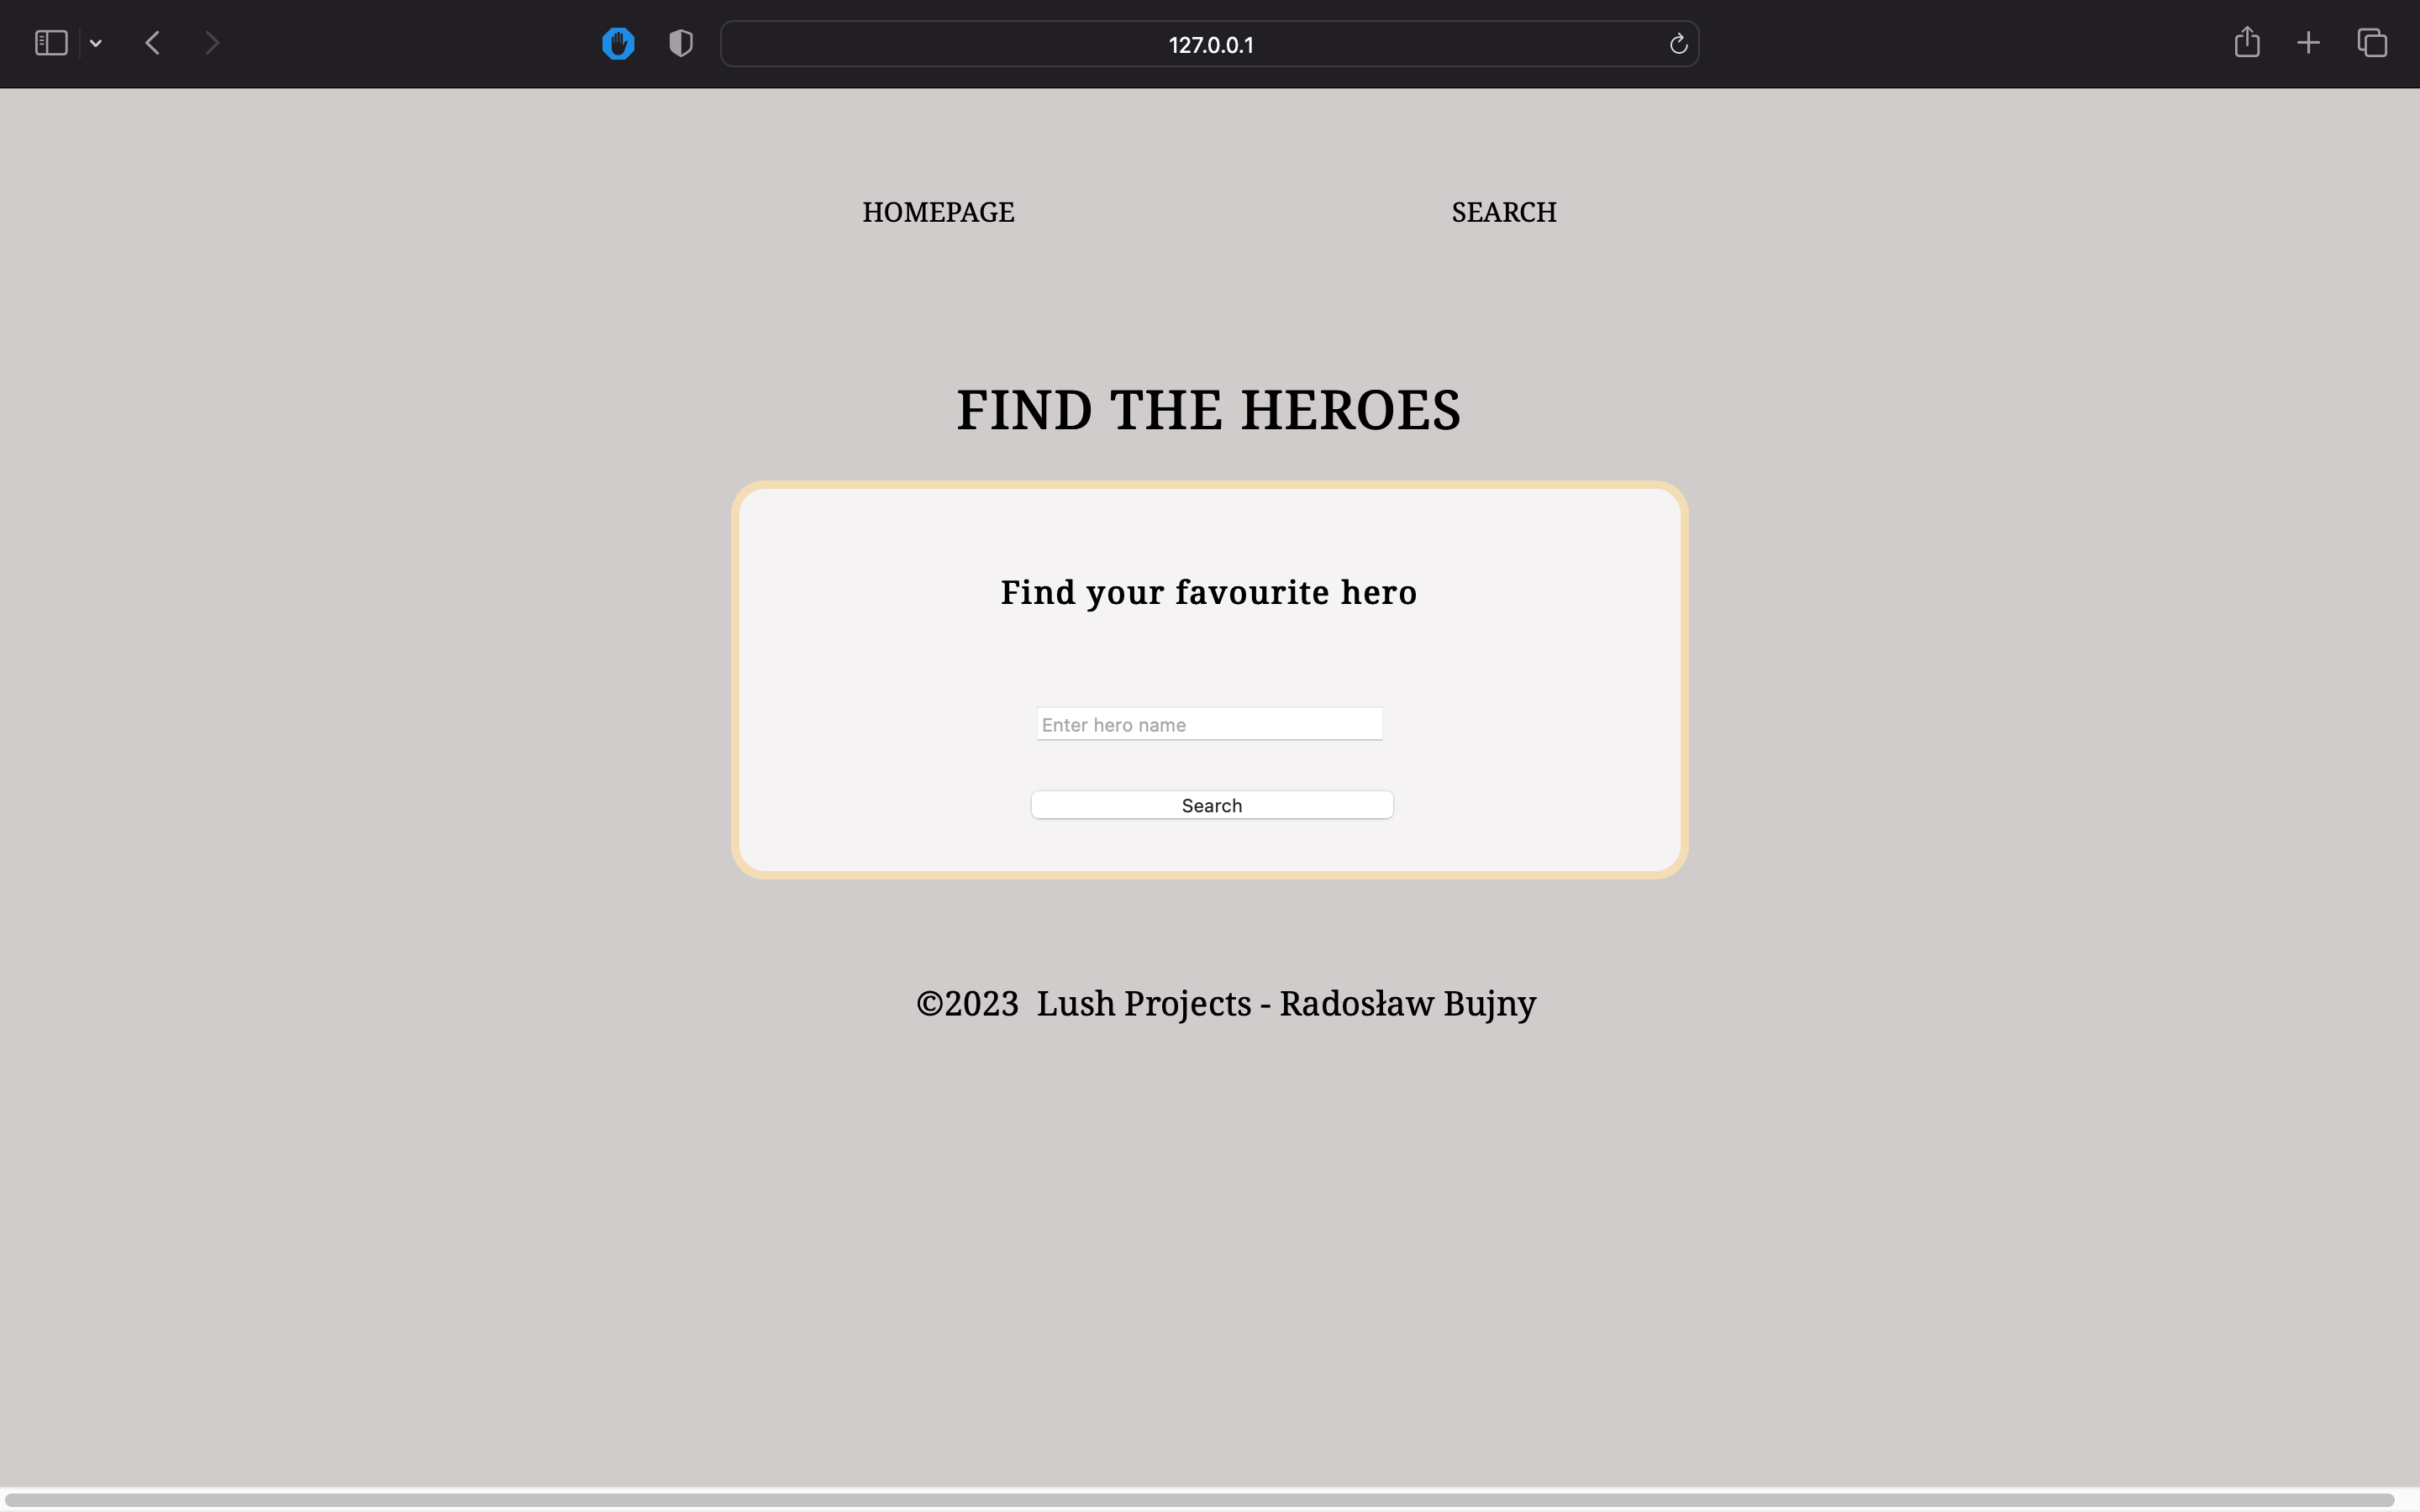 127.0.0.1
HOMEPAGE SEARCH
FIND THE HEROES
Find your favourite hero
Enter hero name
Search
©2023 Lush Projects - Radosław Bujny